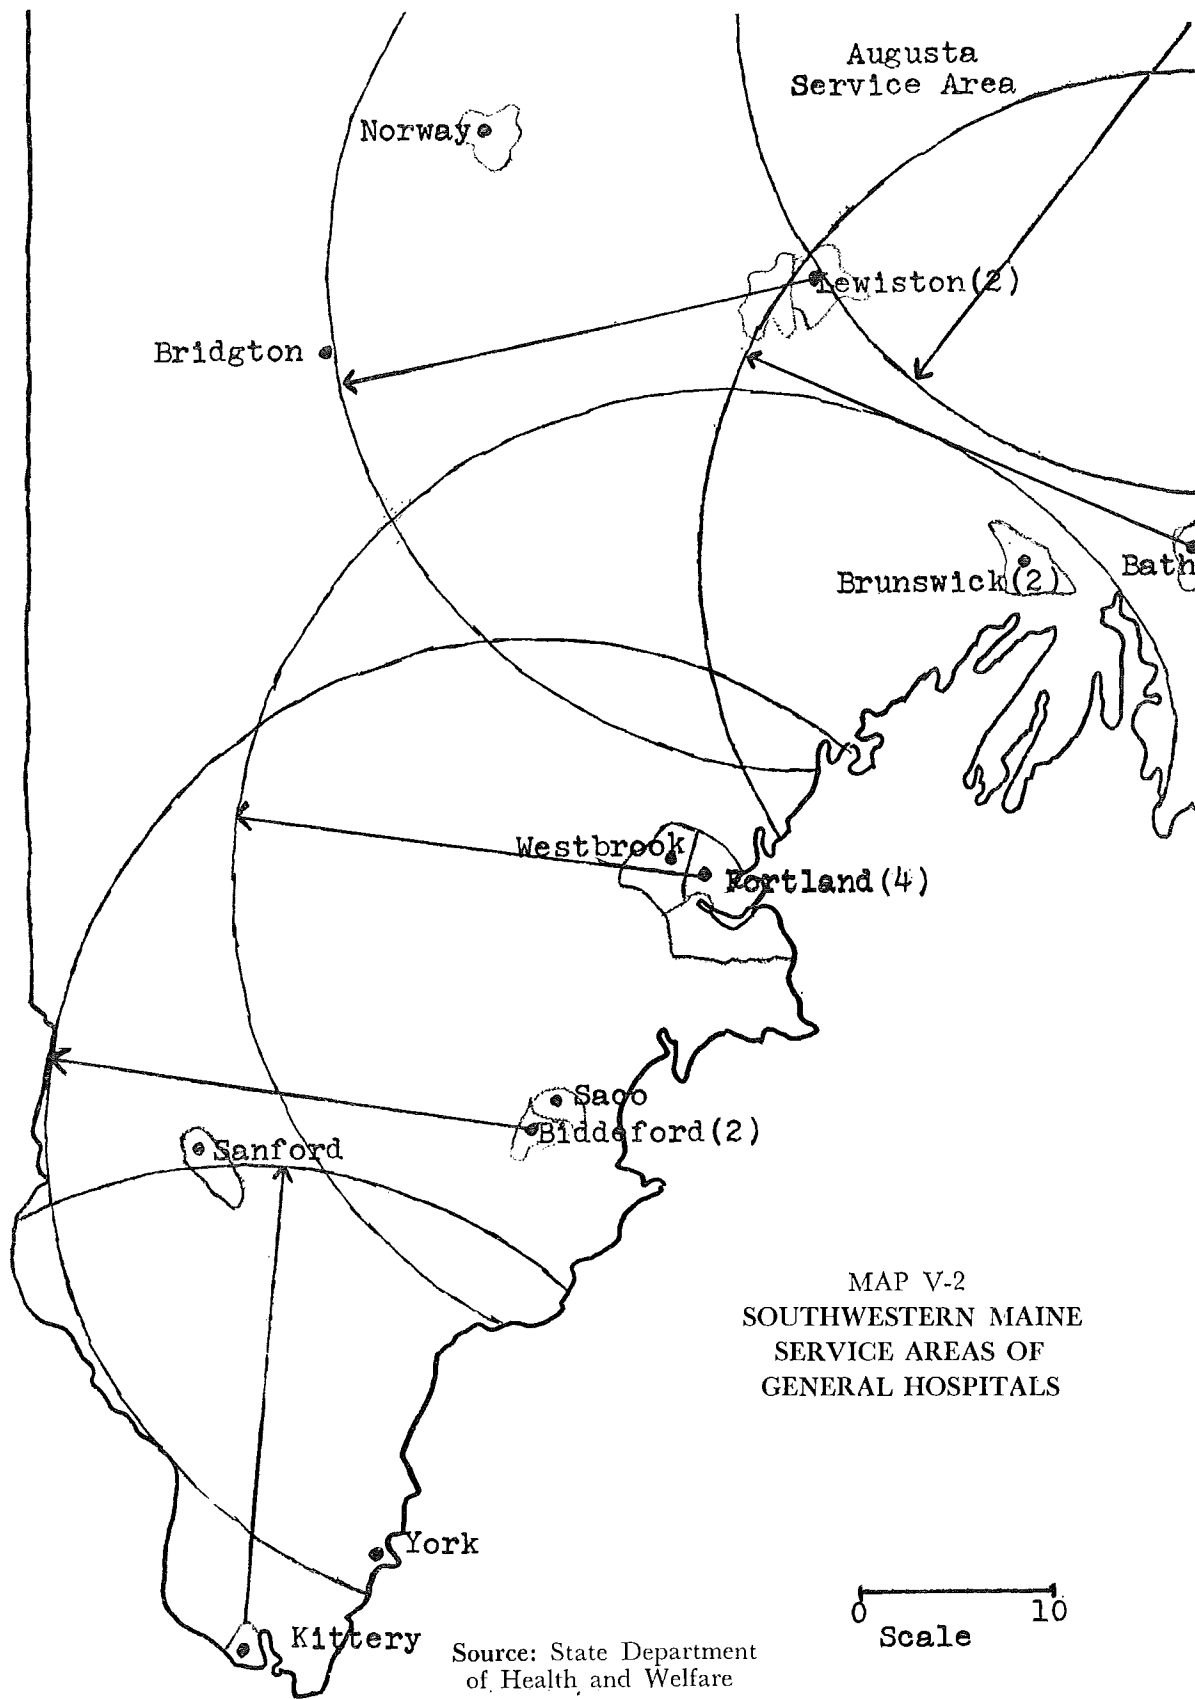 Augusta
Service Area
Norway
Lewiston(2)
Bridgton
Brunswick(2)
Bath
Westbrook
Portland(4)
Saco
Biddeford(2)
Sanford
MAP V-2
SOUTHWESTERN MAINE
SERVICE AREAS OF
GENERAL HOSPITALS
York
0 10
Scale
Kittery
Source: State Department
of Health and Welfare